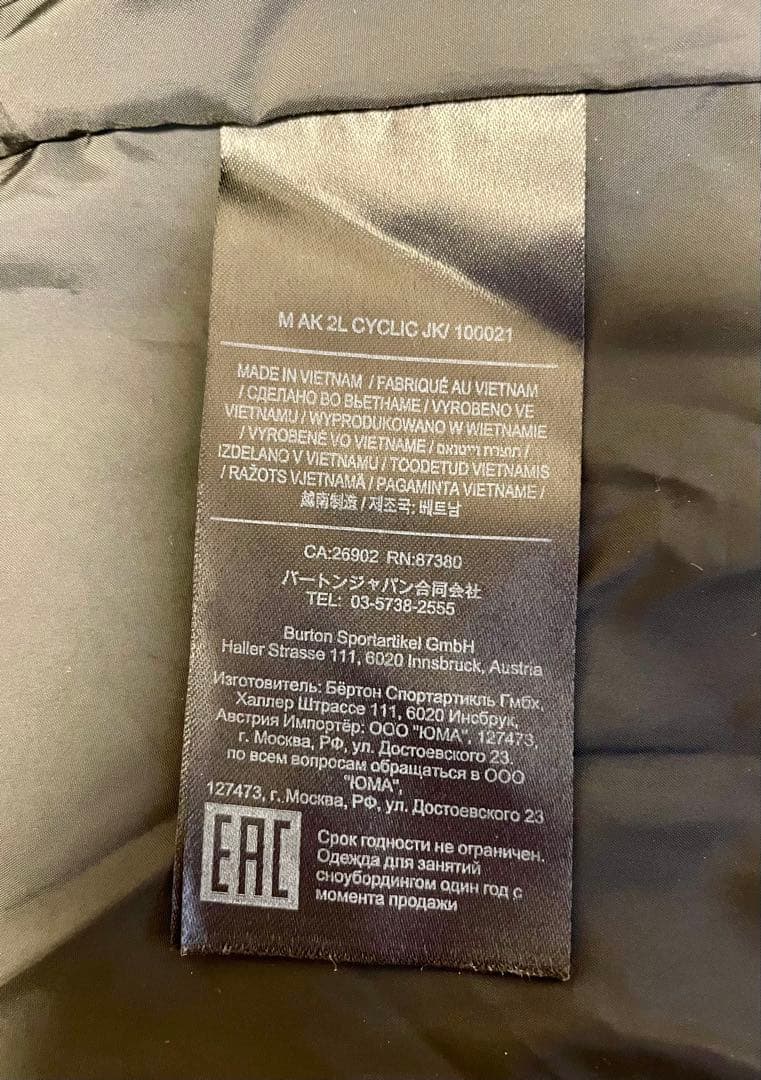 M AK 2L CYCLIC JK/ 100021
MADE IN VIETNAM / FABRIQUÉ AU VIETNAM
/ СДЕЛАНО ВО ВЬЕТНАМЕ / VYROBENO VE
VIETNAMU / WYPRODUKOWANO W WIETNAMIE
/ VYROBENÉ VO VIETNAME / תוצרת וייטנאם /
IZDELANO V VIETNAMU / TOODETUD VIETNAMIS
/ RAŽOTS VJETNAMĀ / PAGAMINTA VIETNAME /
越南制造 / 제조국: 베트남
CA:26902 RN:87380
バートンジャパン合同会社
TEL: 03-5738-2555
Burton Sportartikel GmbH
Haller Strasse 111, 6020 Innsbruck, Austria
Изготовитель: Бёртон Спортартикль Гмбх,
Халлер Штрассе 111, 6020 Инсбрук,
Австрия Импортёр: ООО "ЮМА", 127473,
г. Москва, РФ, ул. Достоевского 23.
по всем вопросам обращаться в ООО
"ЮМА",
127473, г. Москва, РФ, ул. Достоевского 23
EAC
Срок годности не ограничен.
Одежда для занятий
сноубордингом один год с
момента продажи